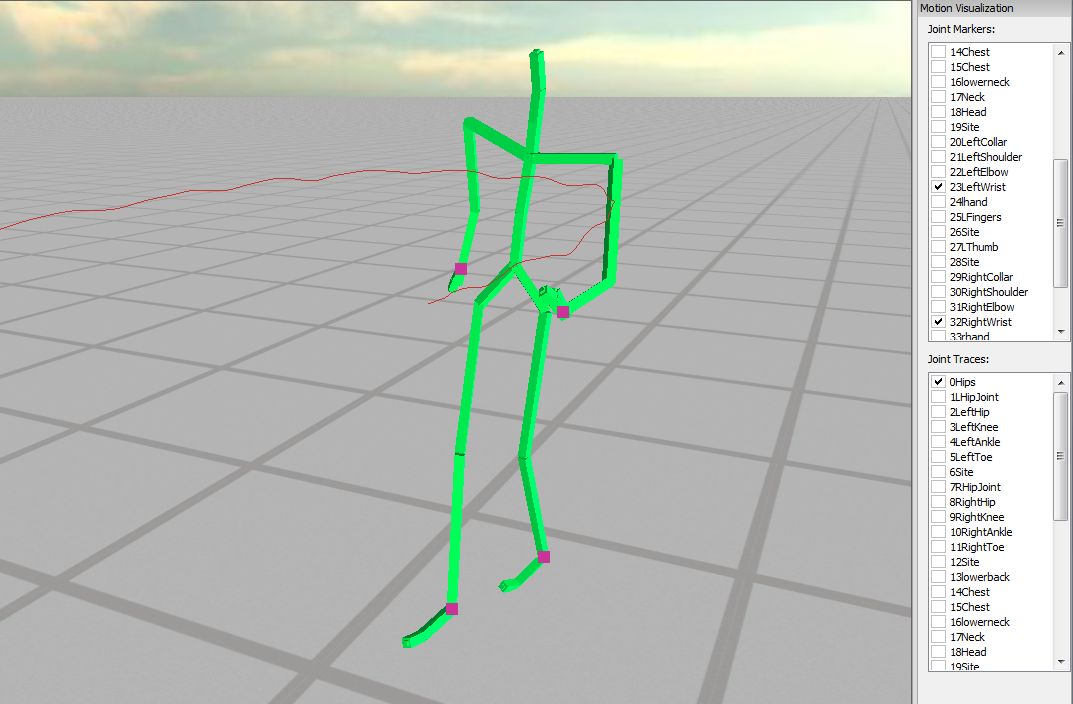 Motion Visualization
Joint Markers:
14Chest
15Chest
16lowerneck
17Neck
18Head
19Site
20LeftCollar
21LeftShoulder
22LeftElbow
23LeftWrist
24lhand
25LFingers
26Site
27LThumb
28Site
29RightCollar
30RightShoulder
31RightElbow
32RightWrist
33rhand
Joint Traces:
0Hips
1LHipJoint
2LeftHip
3LeftKnee
4LeftAnkle
5LeftToe
6Site
7RHipJoint
8RightHip
9RightKnee
10RightAnkle
11RightToe
12Site
13lowerback
14Chest
15Chest
16lowerneck
17Neck
18Head
19Site